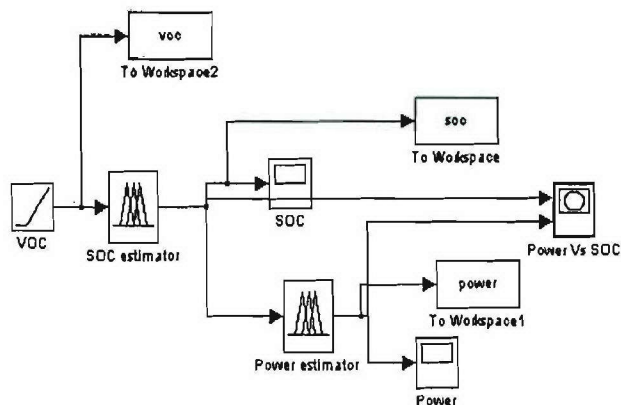 voc
To Workspace2
soc
To Workspace
VOC
SOC estimator
SOC
Power Vs SOC
power
To Workspace1
Power estimator
Power